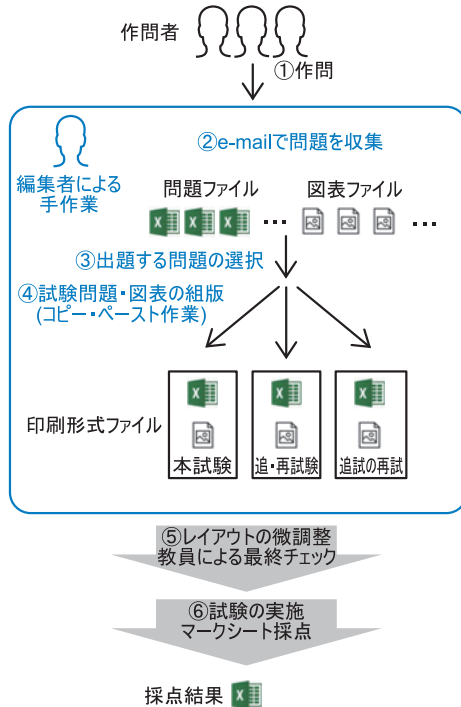 作問者
①作問
②e-mailで問題を収集
編集者による
手作業
問題ファイル
図表ファイル
X
X
X
…
…
③出題する問題の選択
④試験問題・図表の組版
(コピー・ペースト作業)
X
X
X
印刷形式ファイル
本試験
追・再試験
追試の再試
⑤レイアウトの微調整
教員による最終チェック
⑥試験の実施
マークシート採点
採点結果
X